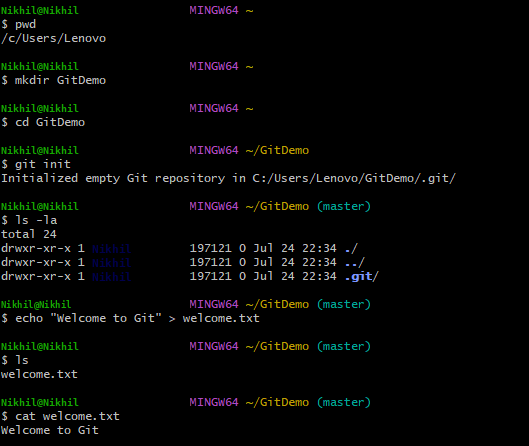 Nikhil@Nikhil MINGW64 ~
$ pwd
/c/Users/Lenovo
Nikhil@Nikhil MINGW64 ~
$ mkdir GitDemo
Nikhil@Nikhil MINGW64 ~
$ cd GitDemo
Nikhil@Nikhil MINGW64 ~/GitDemo
$ git init
Initialized empty Git repository in C:/Users/Lenovo/GitDemo/.git/
Nikhil@Nikhil MINGW64 ~/GitDemo (master)
$ ls -la
total 24
drwxr-xr-x 1 Nikhil 197121 0 Jul 24 22:34 ./
drwxr-xr-x 1 Nikhil 197121 0 Jul 24 22:34 ../
drwxr-xr-x 1 Nikhil 197121 0 Jul 24 22:34 .git/
Nikhil@Nikhil MINGW64 ~/GitDemo (master)
$ echo "Welcome to Git" > welcome.txt
Nikhil@Nikhil MINGW64 ~/GitDemo (master)
$ ls
welcome.txt
Nikhil@Nikhil MINGW64 ~/GitDemo (master)
$ cat welcome.txt
Welcome to Git